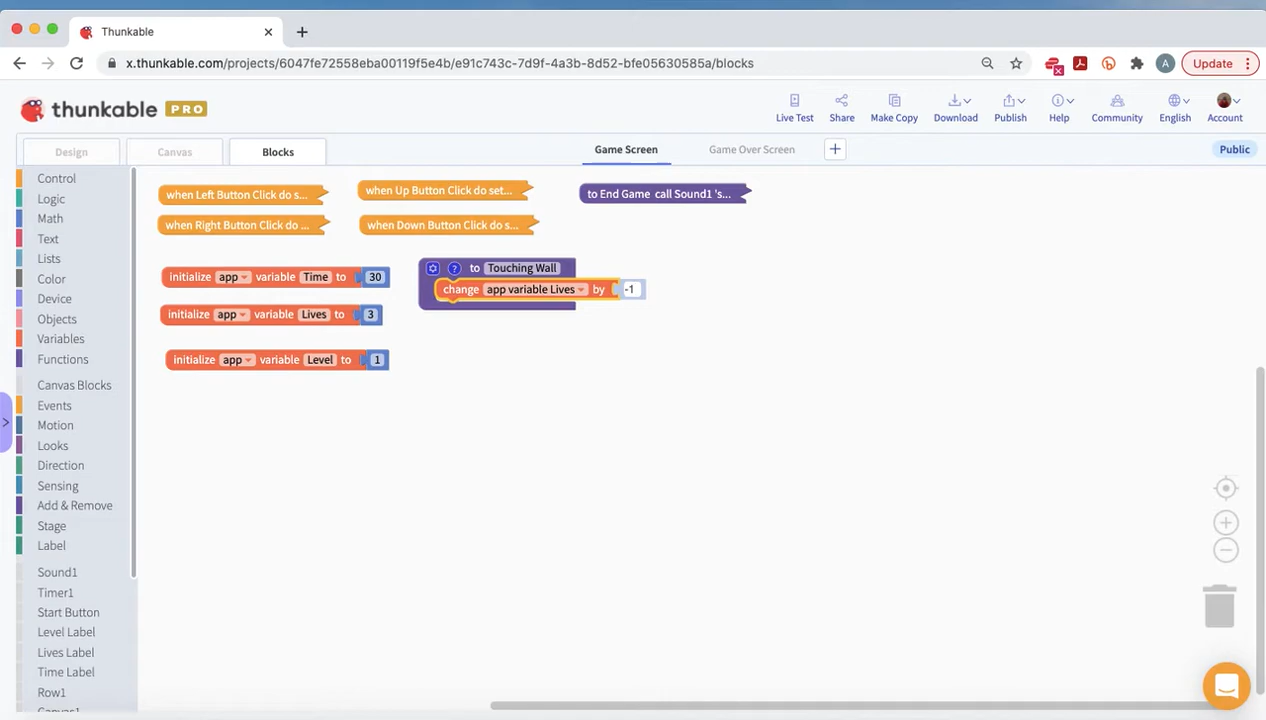 Thunkable
x.thunkable.com/projects/6047fe72558eba00119f5e4b/e91c743c-7d9f-4a3b-8d52-bfe05630585a/blocks
A
Update
thunkable PRO
Live Test
Share
Make Copy
Download
Publish
Help
Community
English
Account
Design
Canvas
Blocks
Game Screen
Game Over Screen
Public
Control
Logic
Math
Text
Lists
Color
Device
Objects
Variables
Functions
Canvas Blocks
Events
Motion
Looks
Direction
Sensing
Add & Remove
Stage
Label
Sound1
Timer1
Start Button
Level Label
Lives Label
Time Label
Row1
Canvas1
when Left Button Click do s...
when Up Button Click do set...
to End Game call Sound1 's...
when Right Button Click do ...
when Down Button Click do s...
initialize app variable Time to 30
initialize app variable Lives to 3
initialize app variable Level to 1
? to Touching Wall
change app variable Lives by -1